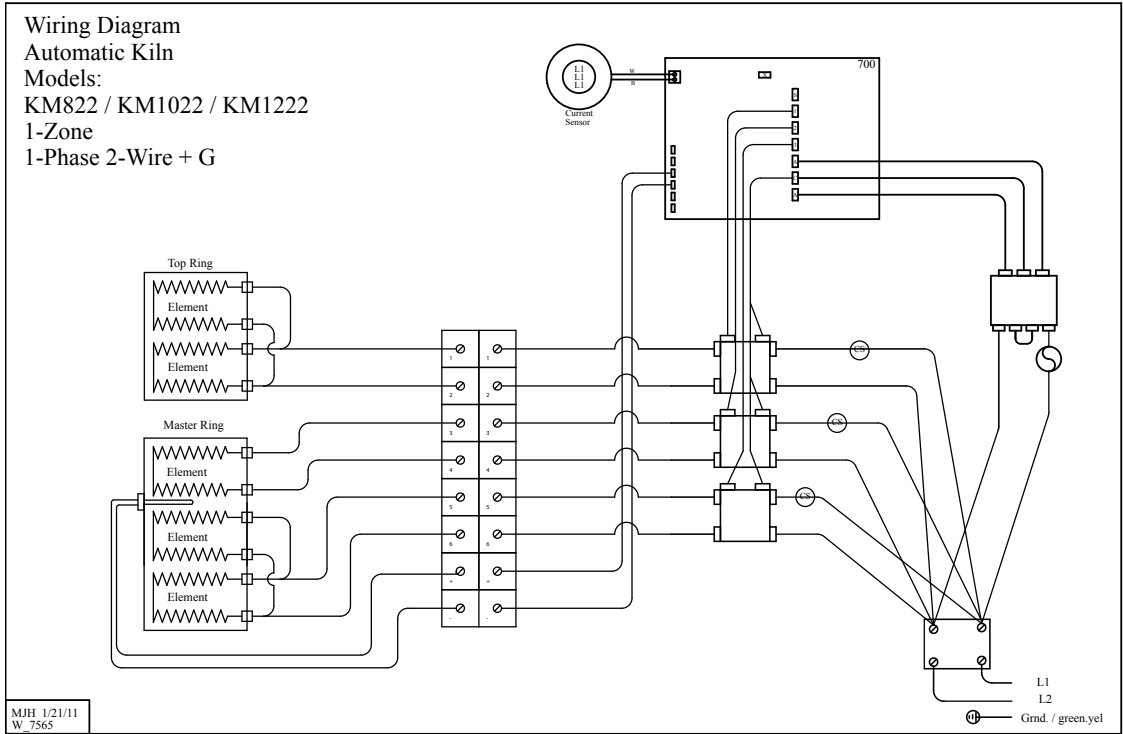 Wiring Diagram
Automatic Kiln
Models:
KM822 / KM1022 / KM1222
1-Zone
1-Phase 2-Wire + G
L1
L1
L1
W
B
Current
Sensor
700
Top Ring
Element
Element
Master Ring
Element
Element
Element
1 1
2 2
3 3
4 4
5 5
6 6
+ +
- -
CS
CS
CS
L1
L2
Grnd. / green.yel
MJH 1/21/11
W_7565